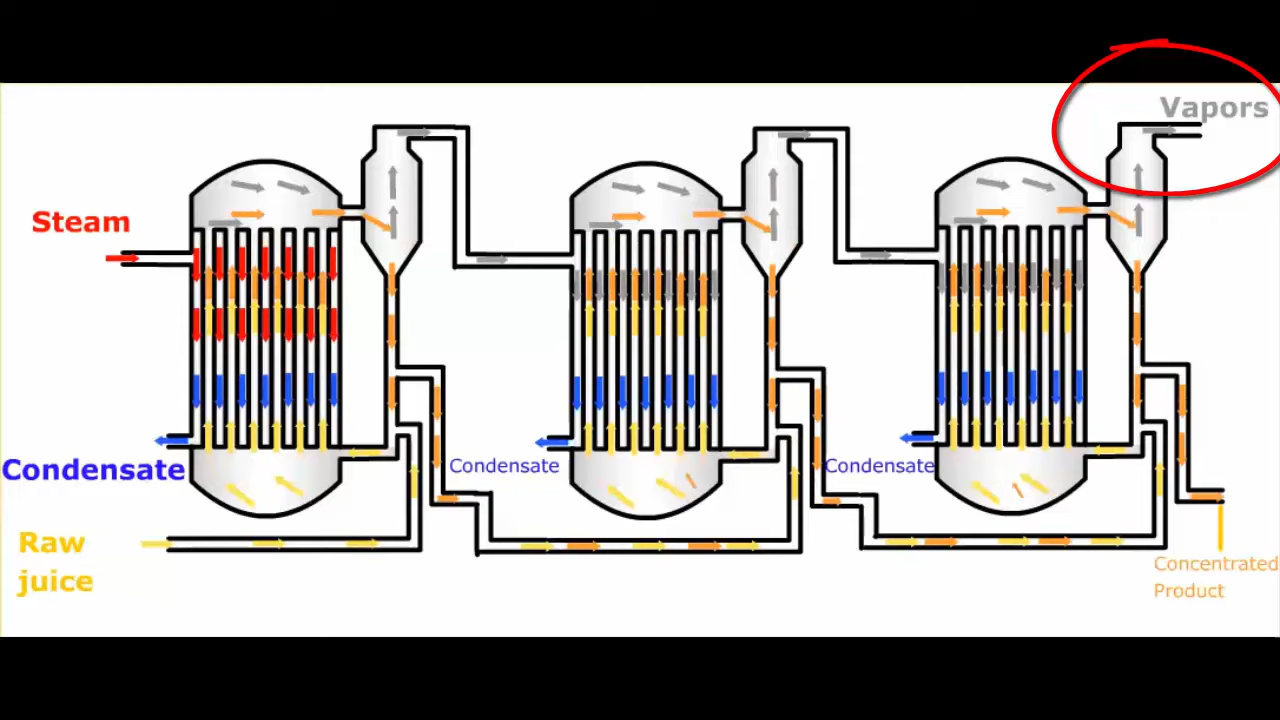 Vapors
Steam
Condensate
Condensate
Condensate
Raw
juice
Concentrated
Product